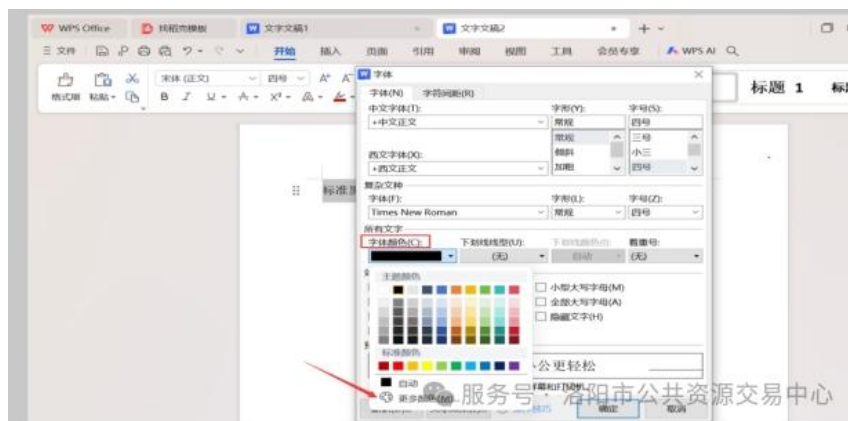 WPS Office 找稻壳模板 文字文稿1 文字文稿2
文件 开始 插入 页面 引用 审阅 视图 工具 会员专享 WPS AI
格式刷 粘贴 宋体 (正文) 四号 标题 1
B I U A X²
字体
字体(N) 字符间距(R)
中文字体(T): 字形(Y): 字号(S):
+中文正文 常规 四号
常规 三号
倾斜 小三
加粗 四号
西文字体(X):
+西文正文
复杂文种
字体(F): 字形(L): 字号(Z):
Times New Roman 常规 四号
所有文字
字体颜色(C): 下划线线型(U): 下划线颜色(I): 着重号:
(无) 自动 (无)
主题颜色
小型大写字母(M)
全部大写字母(A)
隐藏文字(H)
标准颜色
公更轻松
自动
更多颜色(M)...
确定 取消
标准
服务号 · 洛阳市公共资源交易中心